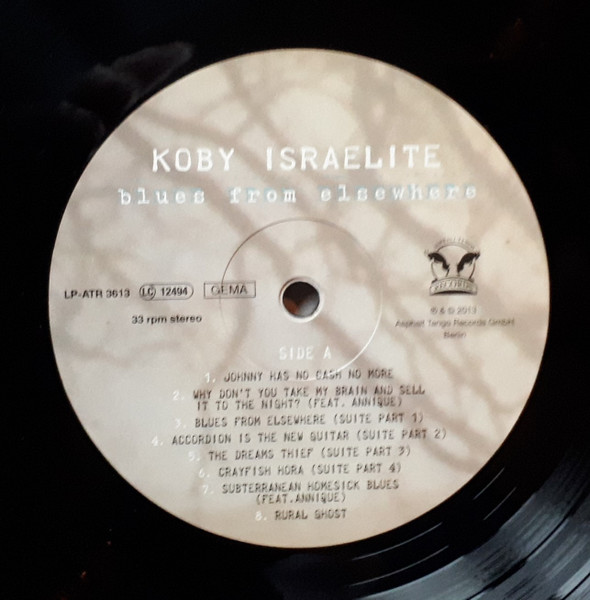 KOBY ISRAELITE
blues from elsewhere
LP-ATR 3613 LC 12494 GEMA
33 rpm stereo
RECORDS
℗ & © 2013
Asphalt Tango Records GmbH
Berlin
SIDE A
1. JOHNNY HAS NO CASH NO MORE
2. WHY DON'T YOU TAKE MY BRAIN AND SELL
IT TO THE NIGHT? (FEAT. ANNIQUE)
3. BLUES FROM ELSEWHERE (SUITE PART 1)
4. ACCORDION IS THE NEW GUITAR (SUITE PART 2)
5. THE DREAMS THIEF (SUITE PART 3)
6. CRAYFISH HORA (SUITE PART 4)
7. SUBTERRANEAN HOMESICK BLUES
(FEAT.ANNIQUE)
8. RURAL GHOST